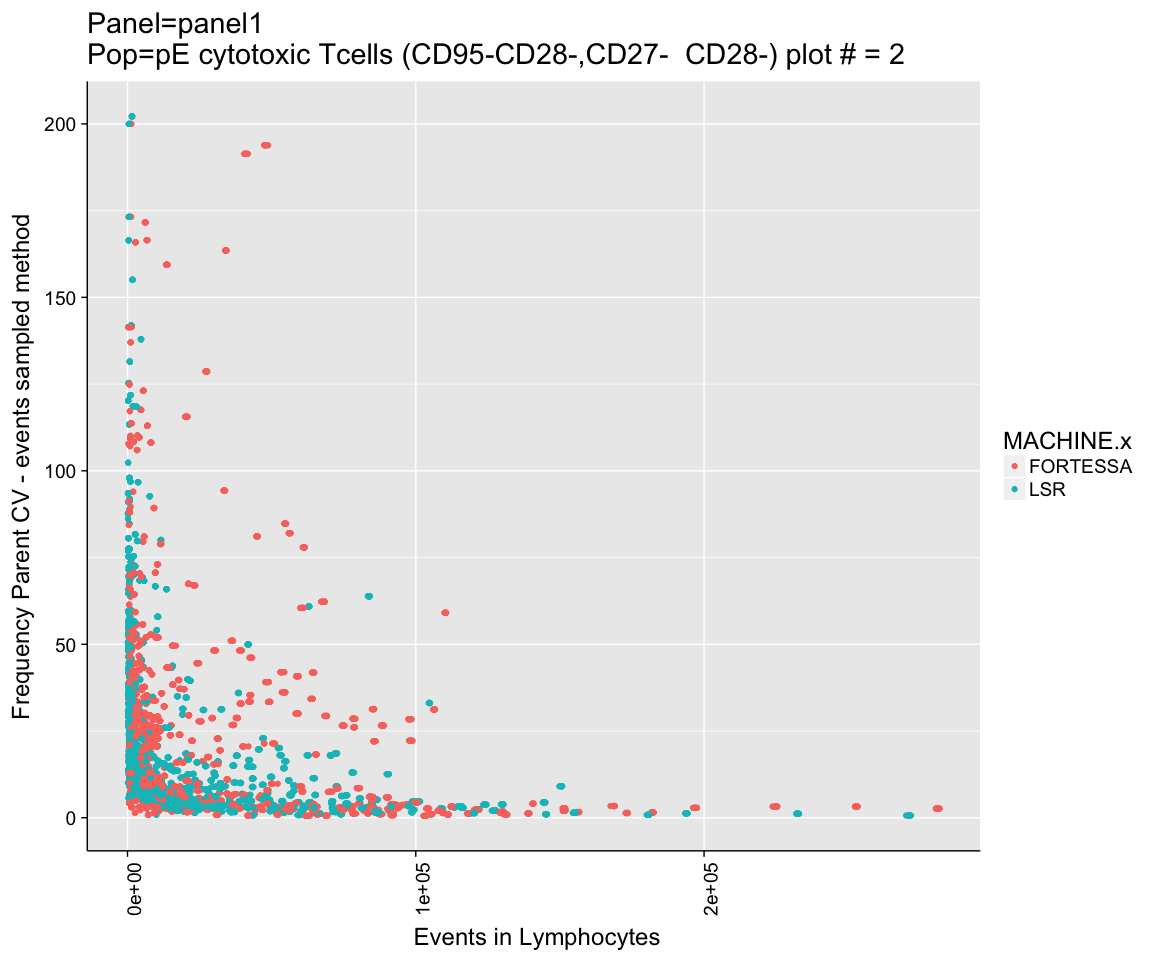 Panel=panel1
Pop=pE cytotoxic Tcells (CD95-CD28-,CD27-  CD28-) plot # = 2
Frequency Parent CV - events sampled method
200
150
100
50
0
0e+00
1e+05
2e+05
Events in Lymphocytes
MACHINE.x
FORTESSA
LSR